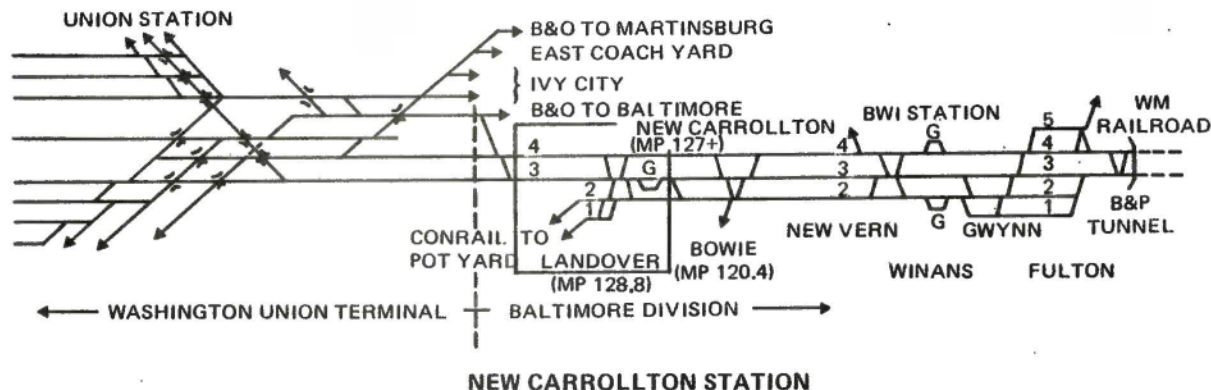 UNION STATION
B&O TO MARTINSBURG
EAST COACH YARD
} IVY CITY
B&O TO BALTIMORE
NEW CARROLLTON
(MP 127+)
4
3
G
2
1
CONRAIL TO
POT YARD
LANDOVER
(MP 128.8)
BOWIE
(MP 120.4)
4
3
2
NEW VERN
BWI STATION
G
G
WINANS
GWYNN
5
4
3
2
1
FULTON
WM
RAILROAD
B&P
TUNNEL
WASHINGTON UNION TERMINAL
BALTIMORE DIVISION
NEW CARROLLTON STATION